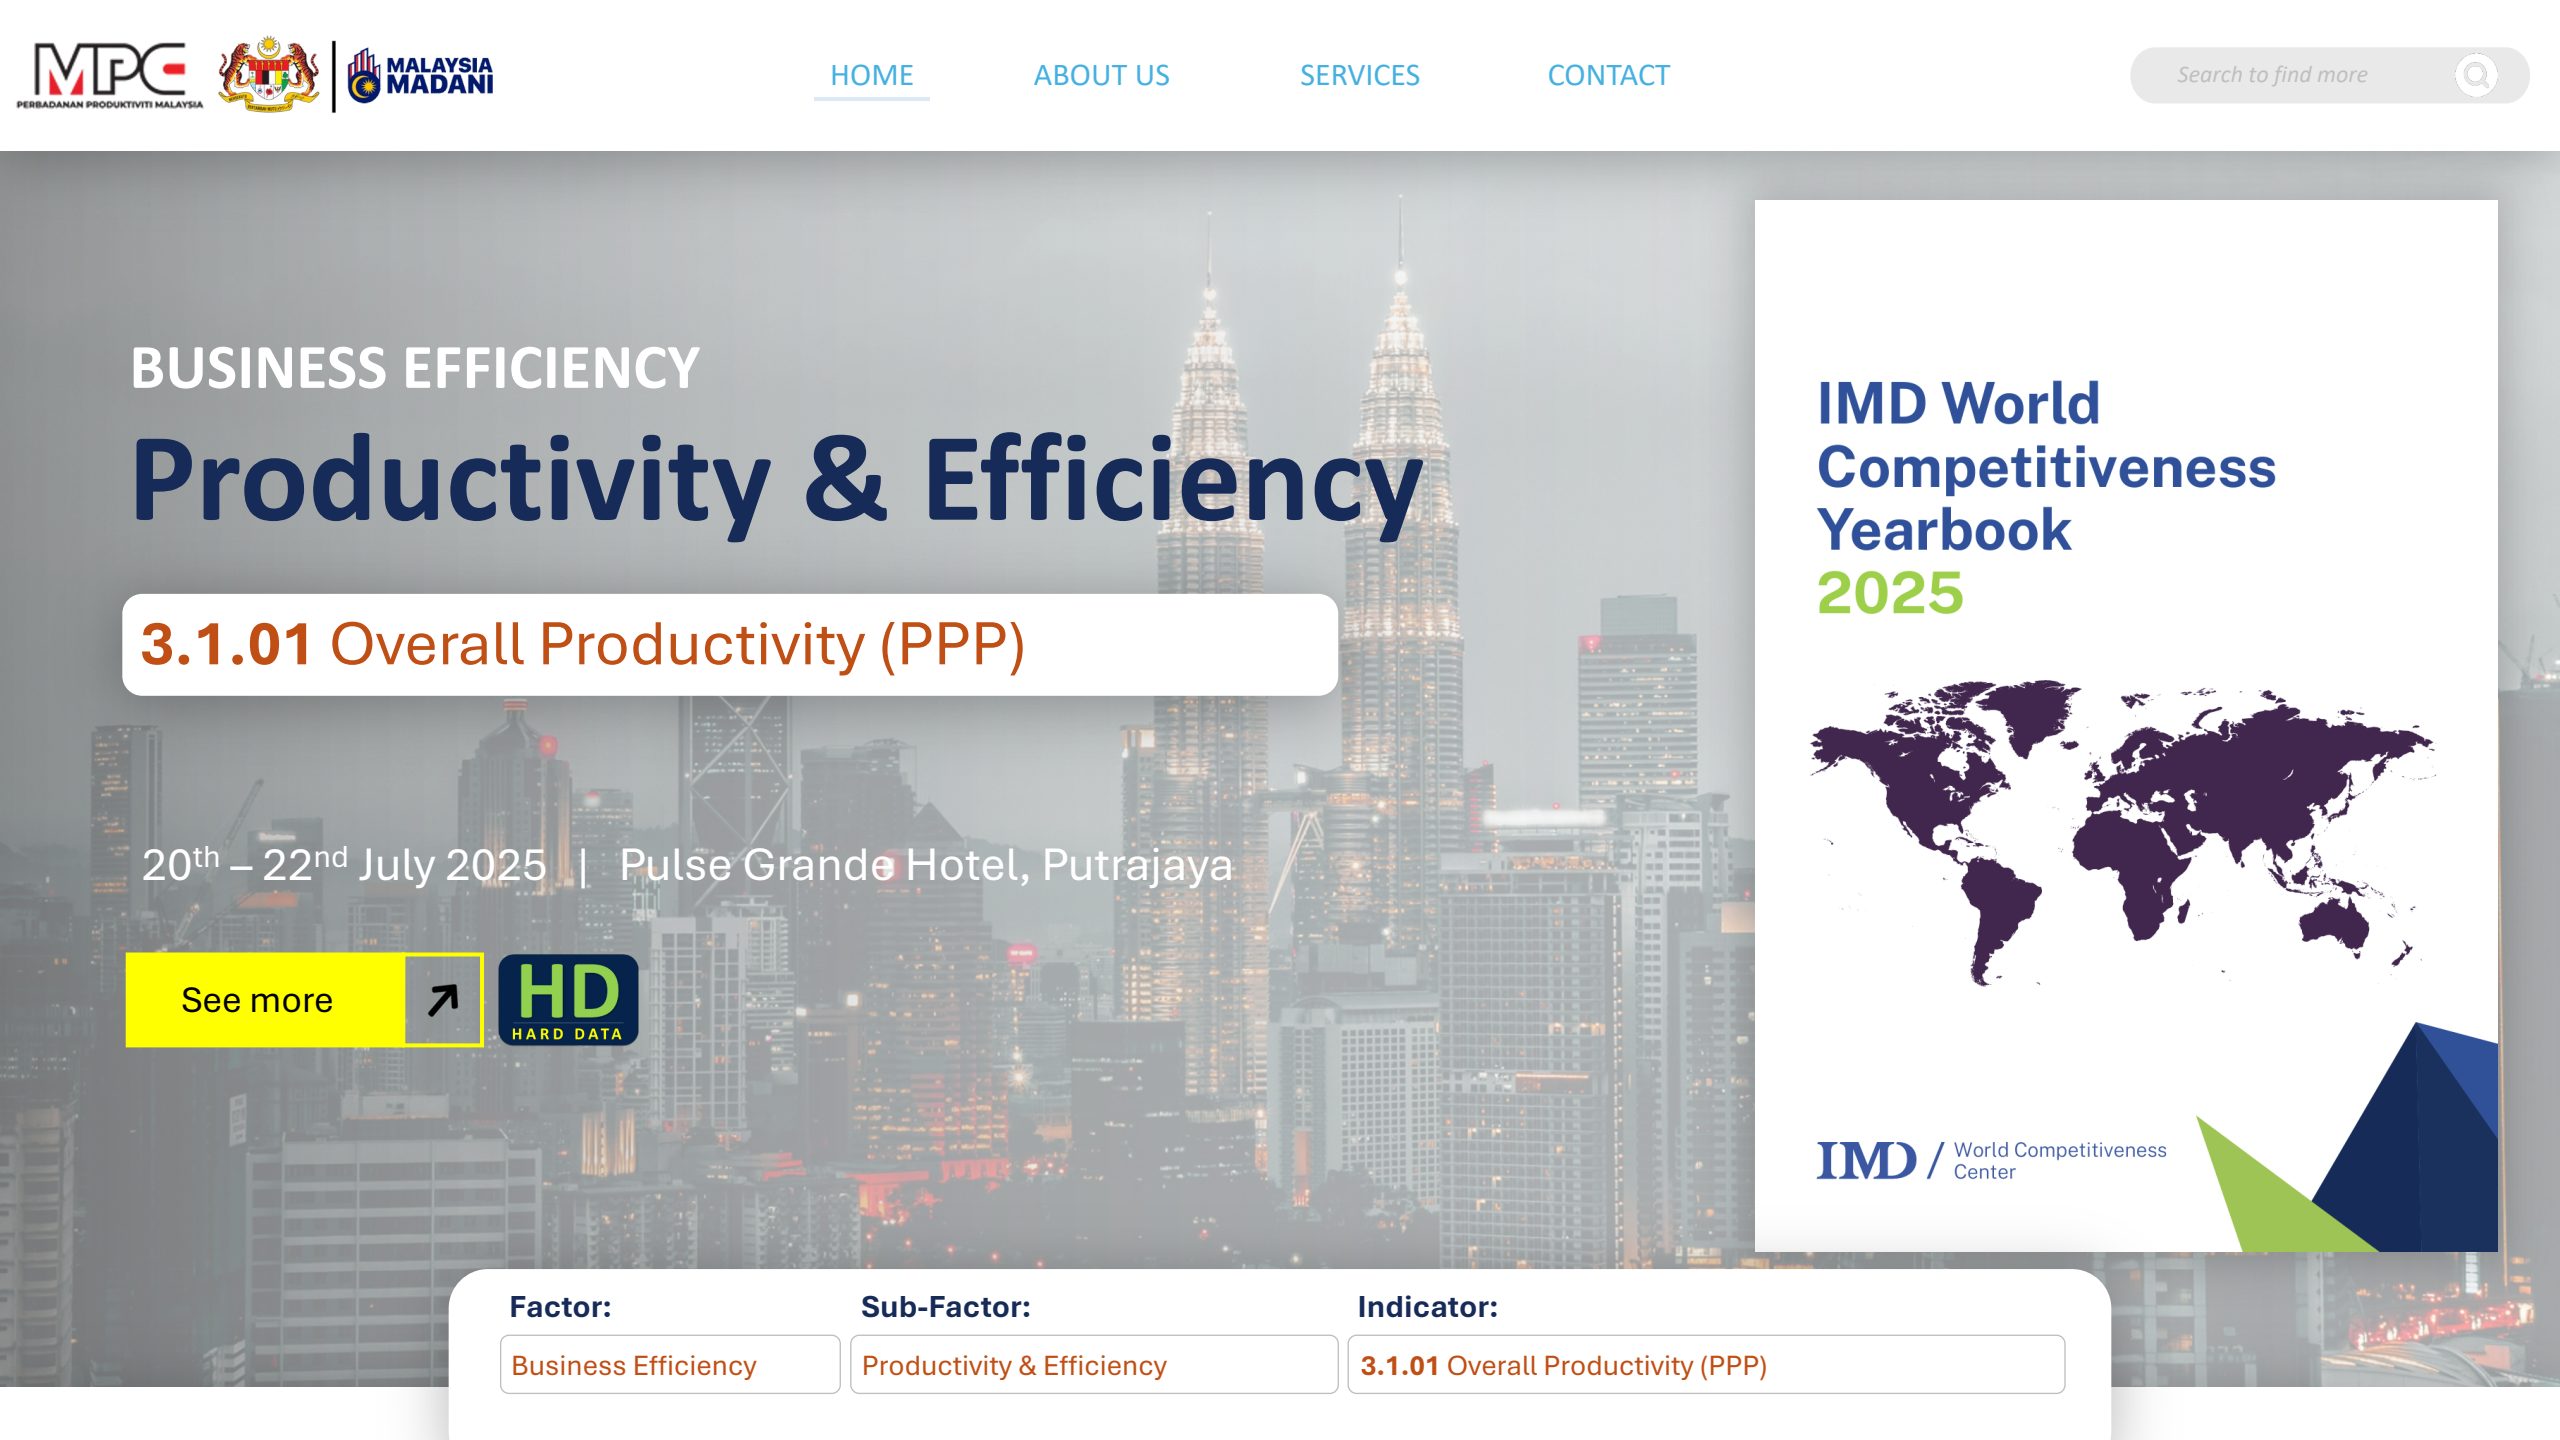 MPC
PERBADANAN PRODUKTIVITI MALAYSIA
MALAYSIA
MADANI
HOME
ABOUT US
SERVICES
CONTACT
Search to find more
BUSINESS EFFICIENCY
Productivity & Efficiency
3.1.01 Overall Productivity (PPP)
20th – 22nd July 2025 | Pulse Grande Hotel, Putrajaya
See more
HD
HARD DATA
IMD World
Competitiveness
Yearbook
2025
IMD / World Competitiveness
Center
Factor:
Sub-Factor:
Indicator:
Business Efficiency
Productivity & Efficiency
3.1.01 Overall Productivity (PPP)